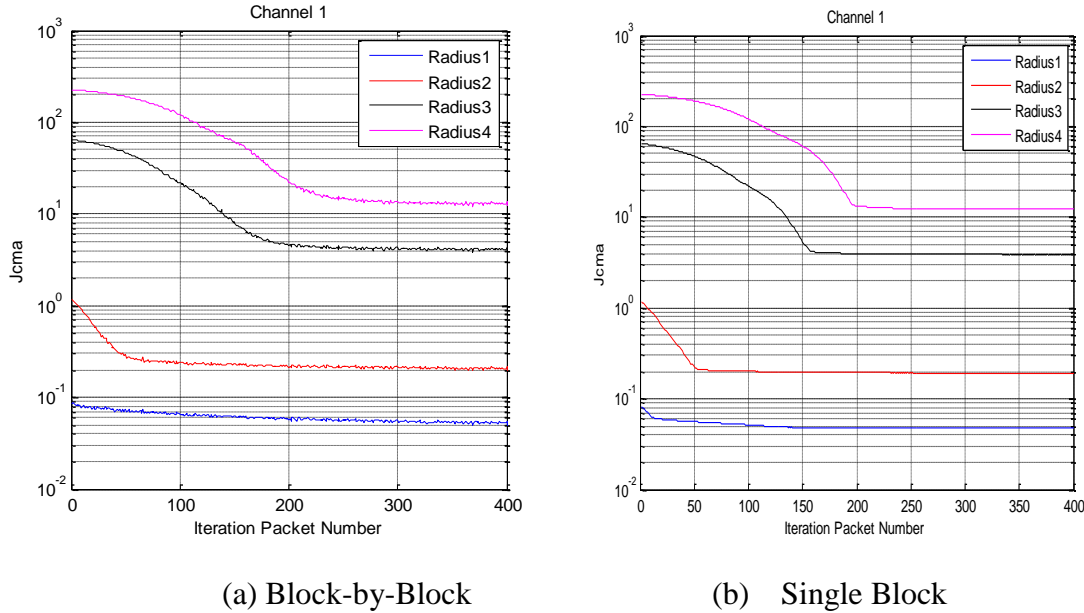 Channel 1
10^3
10^2
10^1
10^0
10^-1
10^-2
Jcma
Radius1
Radius2
Radius3
Radius4
0
100
200
300
400
Iteration Packet Number
(a) Block-by-Block
Channel 1
10^3
10^2
10^1
10^0
10^-1
10^-2
Jcma
Radius1
Radius2
Radius3
Radius4
0
50
100
150
200
250
300
350
400
Iteration Packet Number
(b) Single Block